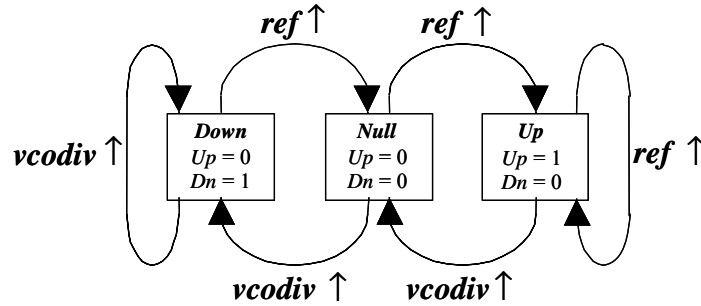 ref ↑ ref ↑
Down Null Up
Up = 0 Up = 0 Up = 1
vcodiv ↑ Dn = 1 Dn = 0 Dn = 0 ref ↑
vcodiv ↑ vcodiv ↑